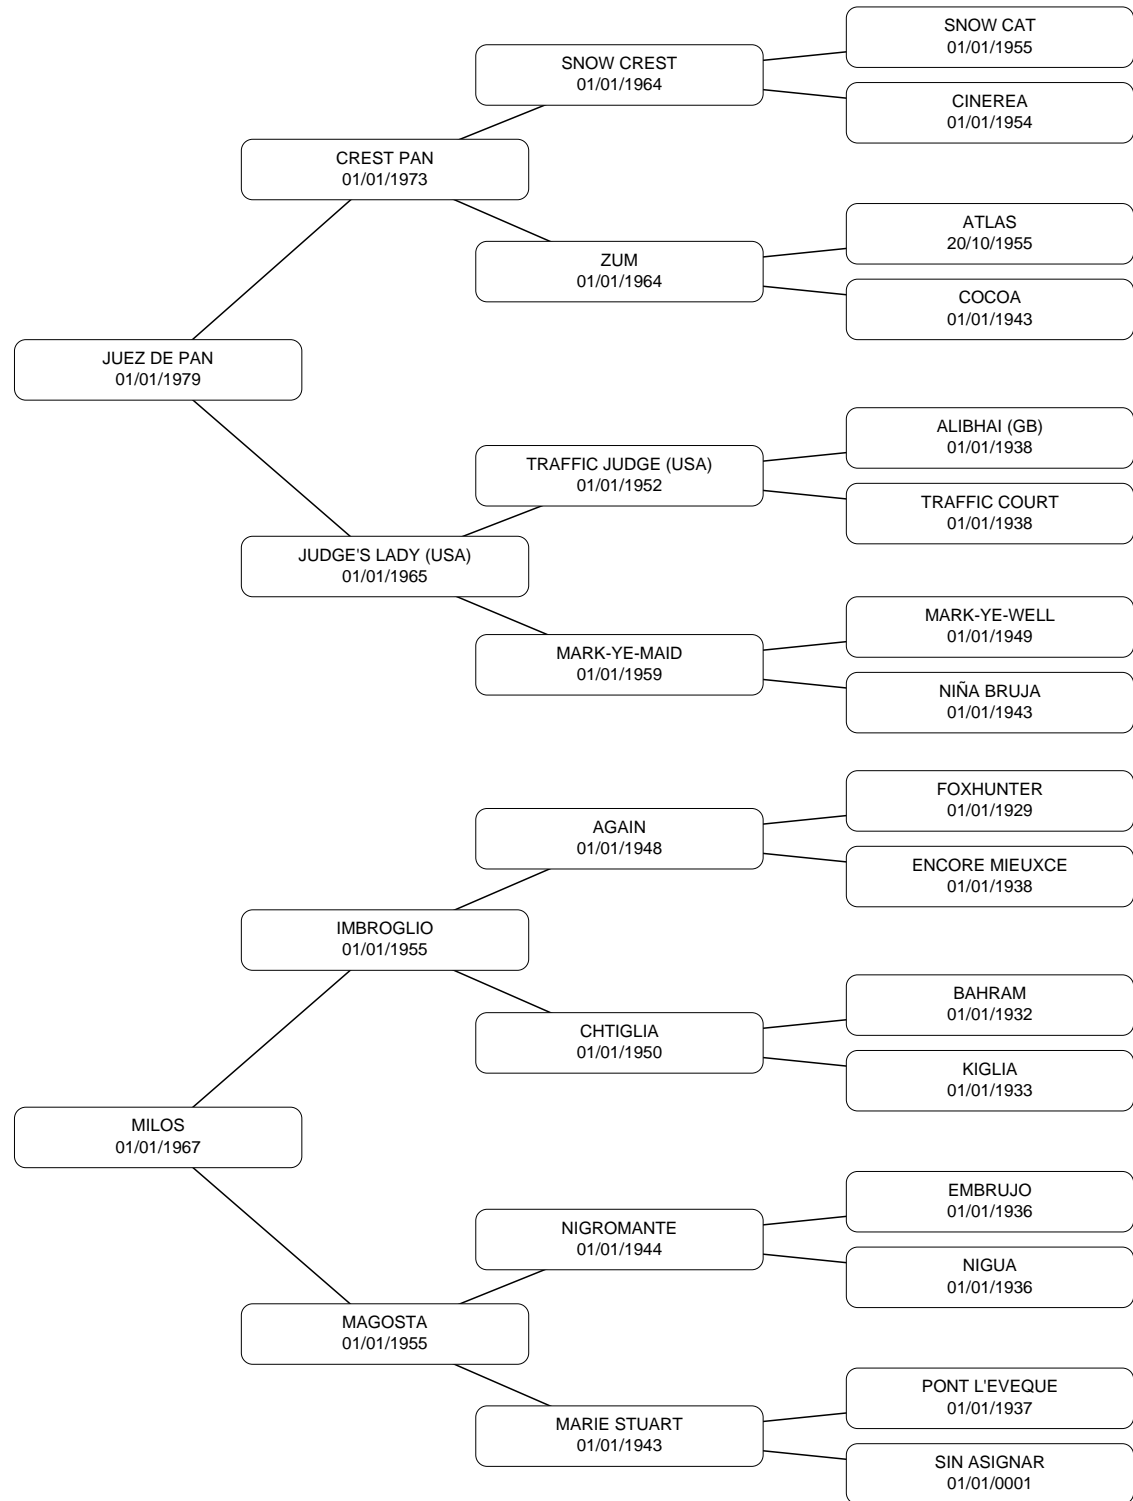 SNOW CAT
01/01/1955
SNOW CREST
01/01/1964
CINEREA
01/01/1954
CREST PAN
01/01/1973
ATLAS
20/10/1955
ZUM
01/01/1964
COCOA
01/01/1943
JUEZ DE PAN
01/01/1979
ALIBHAI (GB)
01/01/1938
TRAFFIC JUDGE (USA)
01/01/1952
TRAFFIC COURT
01/01/1938
JUDGE'S LADY (USA)
01/01/1965
MARK-YE-WELL
01/01/1949
MARK-YE-MAID
01/01/1959
NIÑA BRUJA
01/01/1943
FOXHUNTER
01/01/1929
AGAIN
01/01/1948
ENCORE MIEUXCE
01/01/1938
IMBROGLIO
01/01/1955
BAHRAM
01/01/1932
CHTIGLIA
01/01/1950
KIGLIA
01/01/1933
MILOS
01/01/1967
EMBRUJO
01/01/1936
NIGROMANTE
01/01/1944
NIGUA
01/01/1936
MAGOSTA
01/01/1955
PONT L'EVEQUE
01/01/1937
MARIE STUART
01/01/1943
SIN ASIGNAR
01/01/0001